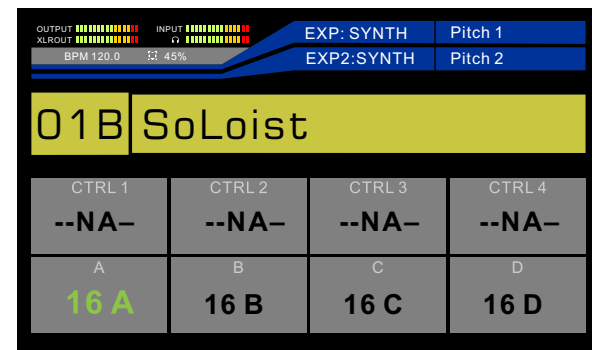 OUTPUT INPUT
XLROUT
BPM 120.0 45%
EXP: SYNTH Pitch 1
EXP2:SYNTH Pitch 2
01B SoLoist
CTRL 1 CTRL 2 CTRL 3 CTRL 4
--NA– --NA– --NA– --NA–
A B C D
16 A 16 B 16 C 16 D